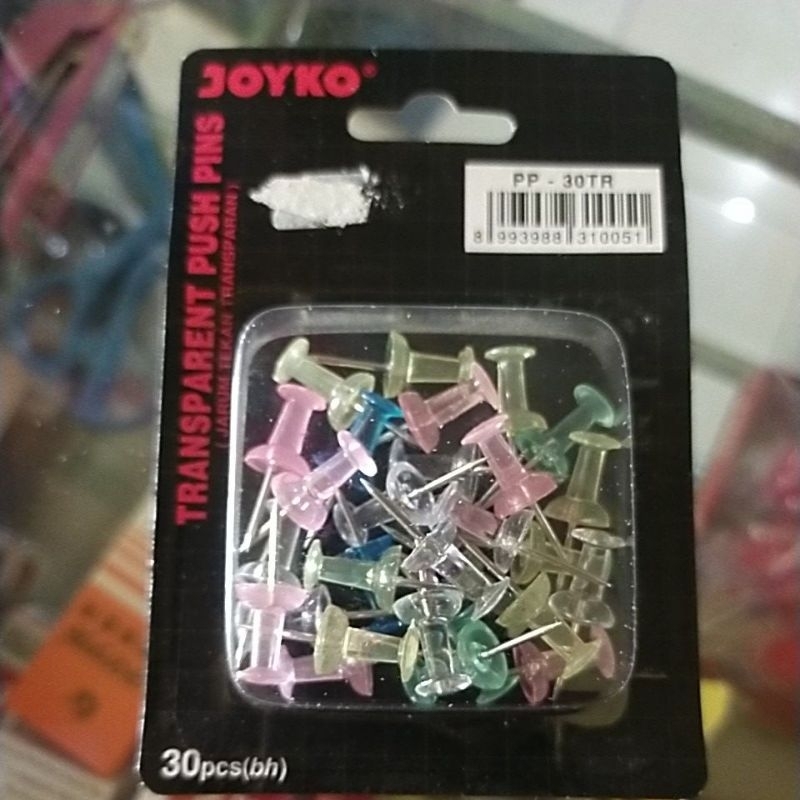 JOYKO®
TRANSPARENT PUSH PINS
(JARUM TEKAN TRANSPARAN)
PP - 30TR
8 993988 310051
30pcs(bh)